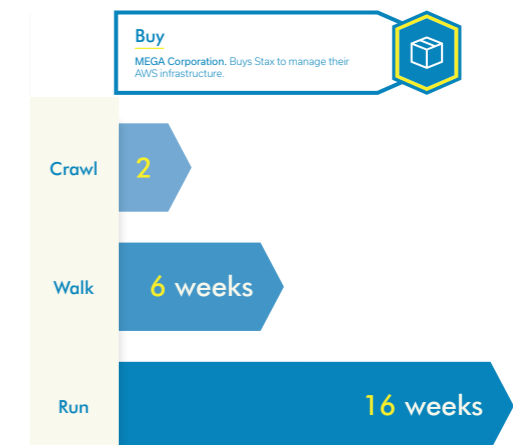 Buy
MEGA Corporation. Buys Stax to manage their
AWS infrastructure.
Crawl
2
Walk
6 weeks
Run
16 weeks